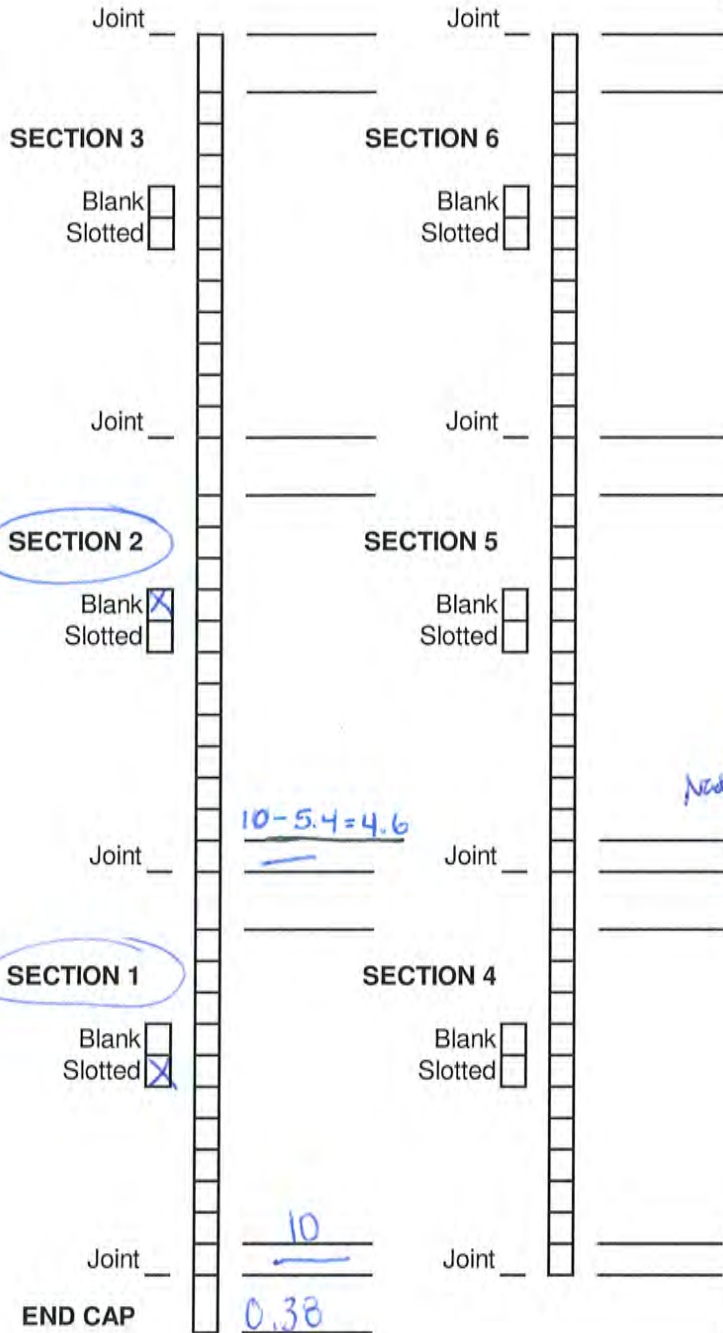 Joint Joint
SECTION 3 SECTION 6
Blank Blank
Slotted Slotted
Joint Joint
SECTION 2 SECTION 5
Blank X Blank
Slotted Slotted
10-5.4=4.6
Joint Joint
SECTION 1 SECTION 4
Blank Blank
Slotted X Slotted
10
Joint Joint
END CAP 0.38